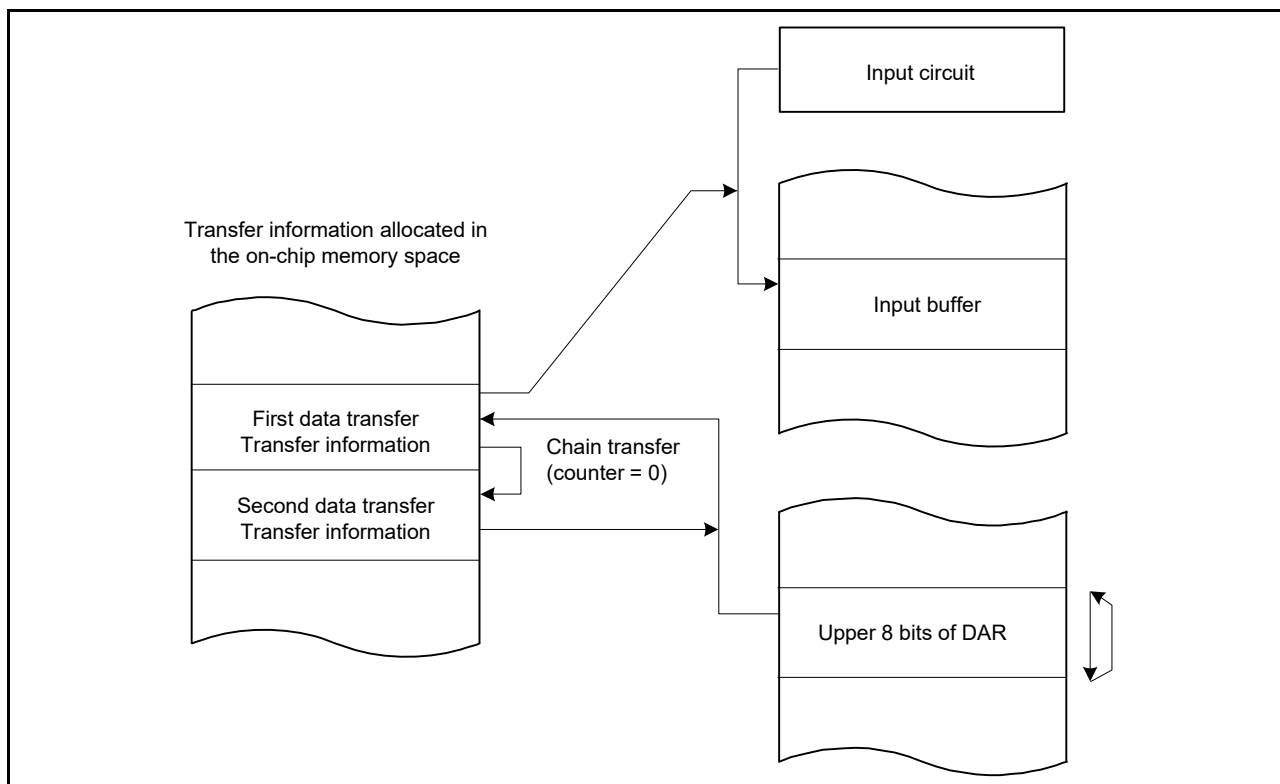 Input circuit
Transfer information allocated in
the on-chip memory space
Input buffer
First data transfer
Transfer information
Chain transfer
(counter = 0)
Second data transfer
Transfer information
Upper 8 bits of DAR